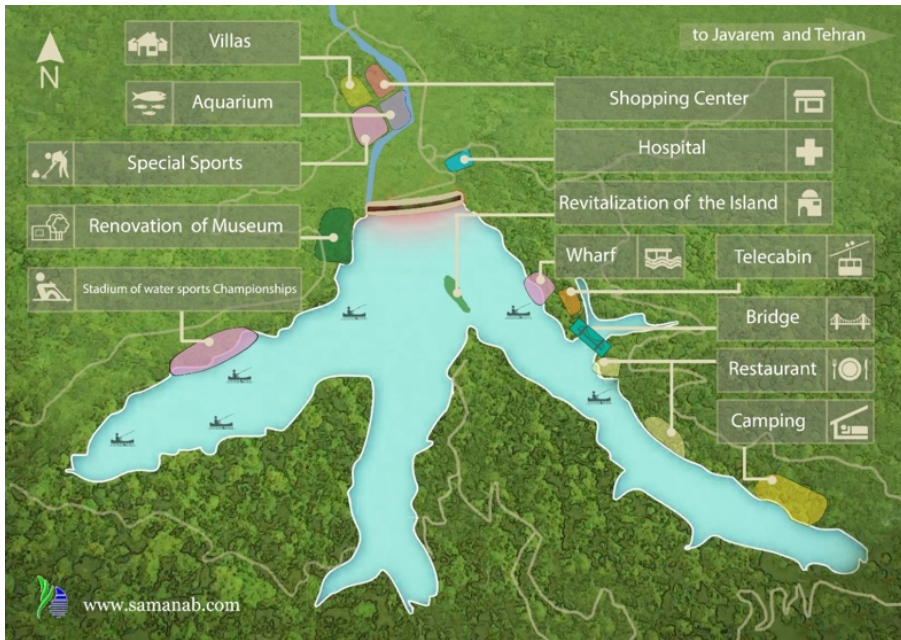 to Javarem and Tehran
N
Villas
Aquarium
Special Sports
Renovation of Museum
Stadium of water sports Championships
Shopping Center
Hospital
Revitalization of the Island
Wharf
Telecabin
Bridge
Restaurant
Camping
www.samanab.com